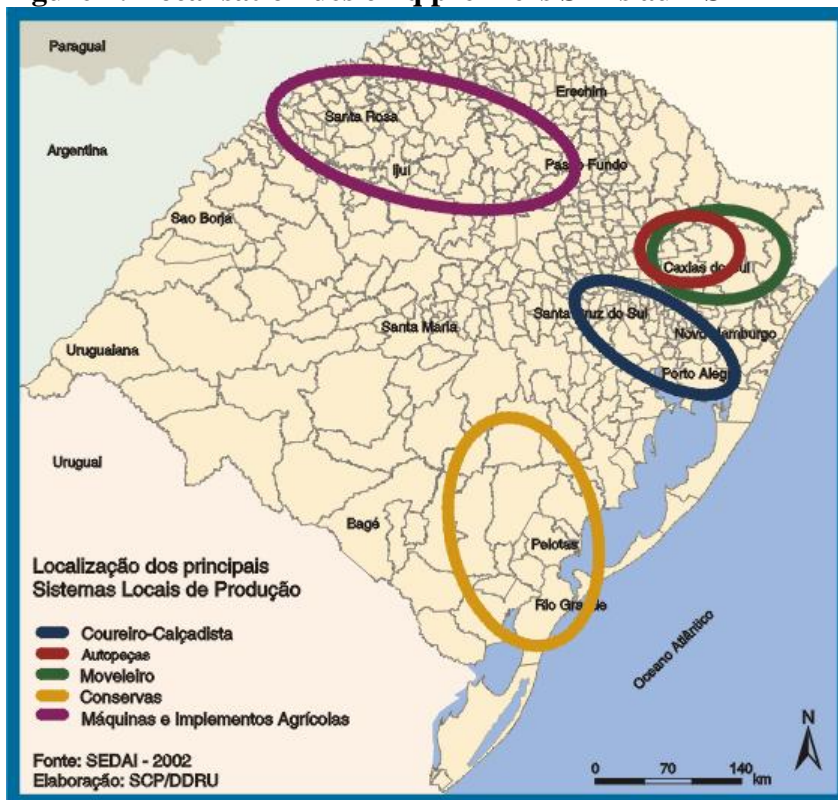 Paraguai
Argentina
Erechim
Santa Rosa
Ijuí
Passo Fundo
Sao Borja
Caxias do Sul
Santa Cruz do Sul
Novo Hamburgo
Santa Maria
Uruguaiana
Porto Alegre
Uruguai
Bagé
Pelotas
Rio Grande
Oceano Atlântico
Localização dos principais
Sistemas Locais de Produção
Coureiro-Calçadista
Autopeças
Moveleiro
Conservas
Máquinas e Implementos Agrícolas
Fonte: SEDAI - 2002
Elaboração: SCP/DDRU
N
0 70 140
km